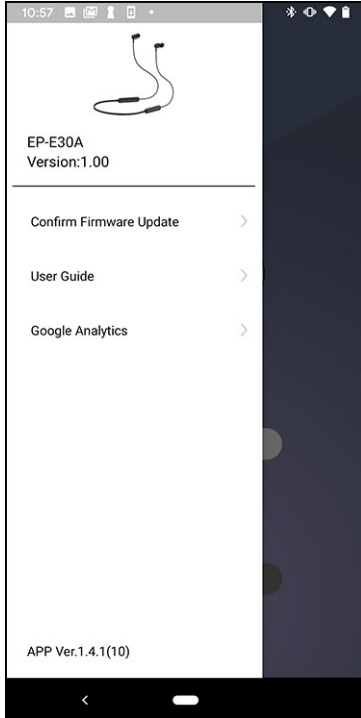 10:57
EP-E30A
Version:1.00
Confirm Firmware Update
User Guide
Google Analytics
APP Ver.1.4.1(10)